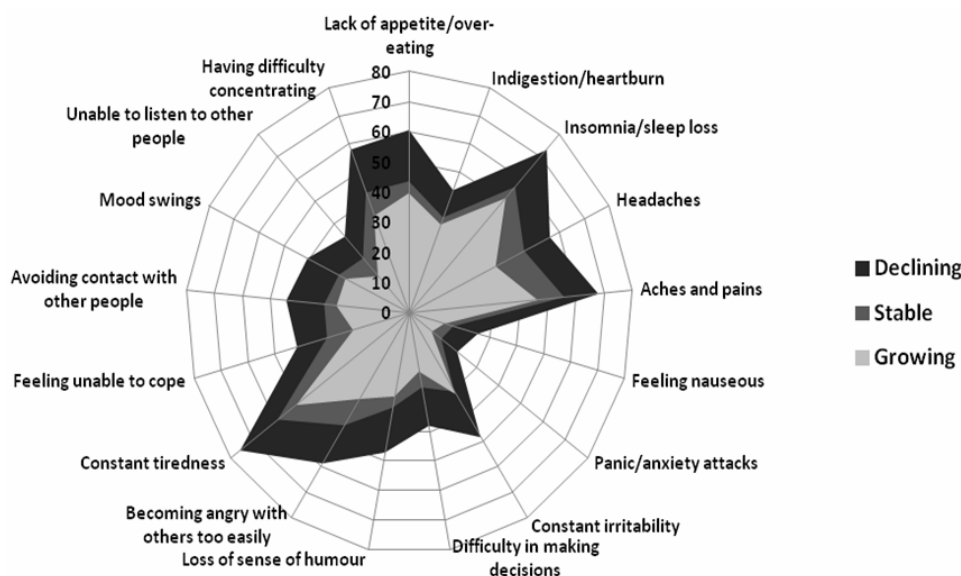 Lack of appetite/over-
eating
Indigestion/heartburn
Insomnia/sleep loss
Headaches
Aches and pains
Feeling nauseous
Panic/anxiety attacks
Constant irritability
Difficulty in making
decisions
Loss of sense of humour
Becoming angry with
others too easily
Constant tiredness
Feeling unable to cope
Avoiding contact with
other people
Mood swings
Unable to listen to other
people
Having difficulty
concentrating
80
70
60
50
40
30
20
10
0
Declining
Stable
Growing